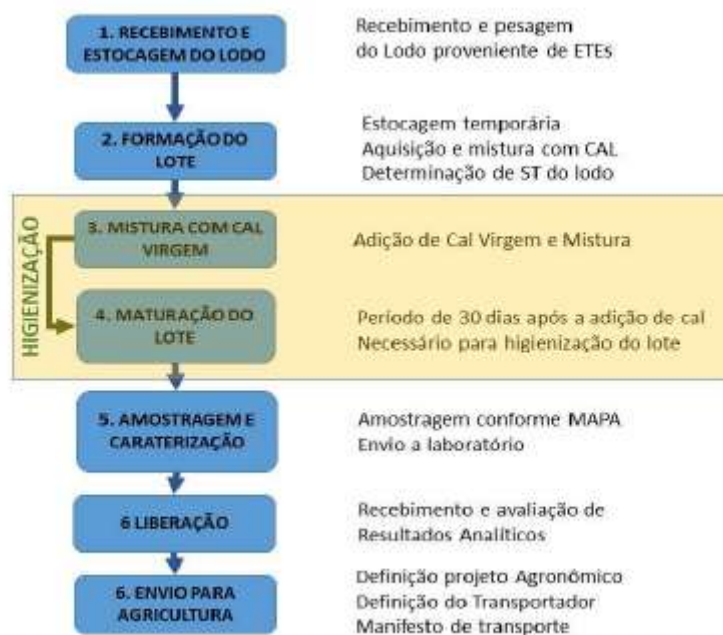 1. RECEBIMENTO E
ESTOCAGEM DO LODO
Recebimento e pesagem
do Lodo proveniente de ETEs
2. FORMAÇÃO DO
LOTE
Estocagem temporária
Aquisição e mistura com CAL
Determinação de ST do lodo
HIGIENIZAÇÃO
3. MISTURA COM CAL
VIRGEM
Adição de Cal Virgem e Mistura
4. MATURAÇÃO DO
LOTE
Período de 30 dias após a adição de cal
Necessário para higienização do lote
5. AMOSTRAGEM E
CARATERIZAÇÃO
Amostragem conforme MAPA
Envio a laboratório
6 LIBERAÇÃO
Recebimento e avaliação de
Resultados Analíticos
6. ENVIO PARA
AGRICULTURA
Definição projeto Agronômico
Definição do Transportador
Manifesto de transporte